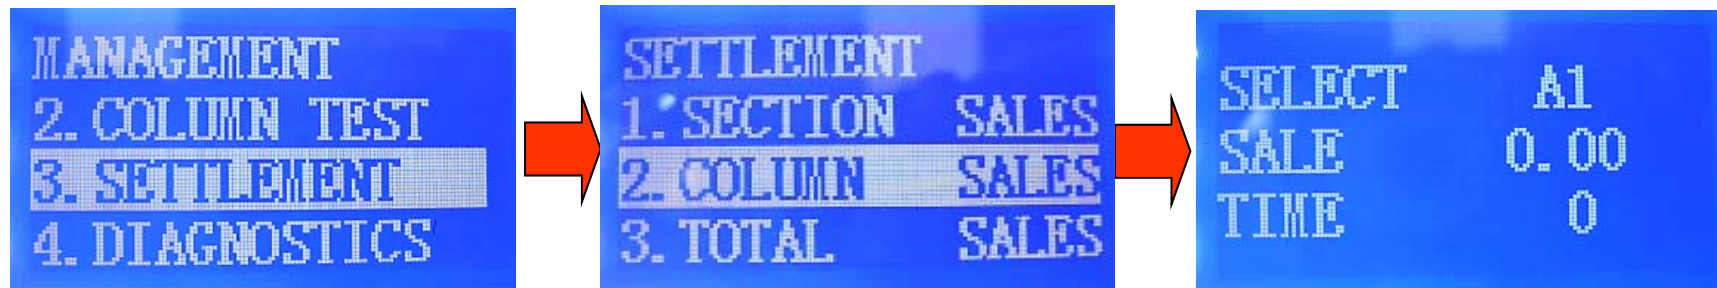 MANAGEMENT
2. COLUMN TEST
3. SETTLEMENT
4. DIAGNOSTICS
SETTLEMENT
1. SECTION SALES
2. COLUMN SALES
3. TOTAL SALES
SELECT A1
SALE 0.00
TIME 0